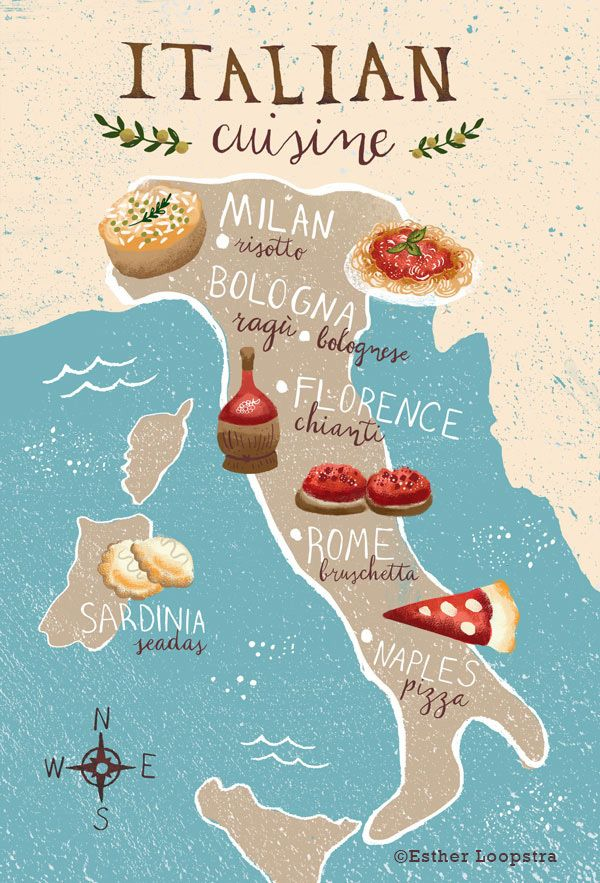 ITALIAN
cuisine
MILAN
risotto
BOLOGNA
ragù bolognese
FLORENCE
chianti
ROME
bruschetta
SARDINIA
seadas
NAPLES
pizza
N
W E
S
©Esther Loopstra